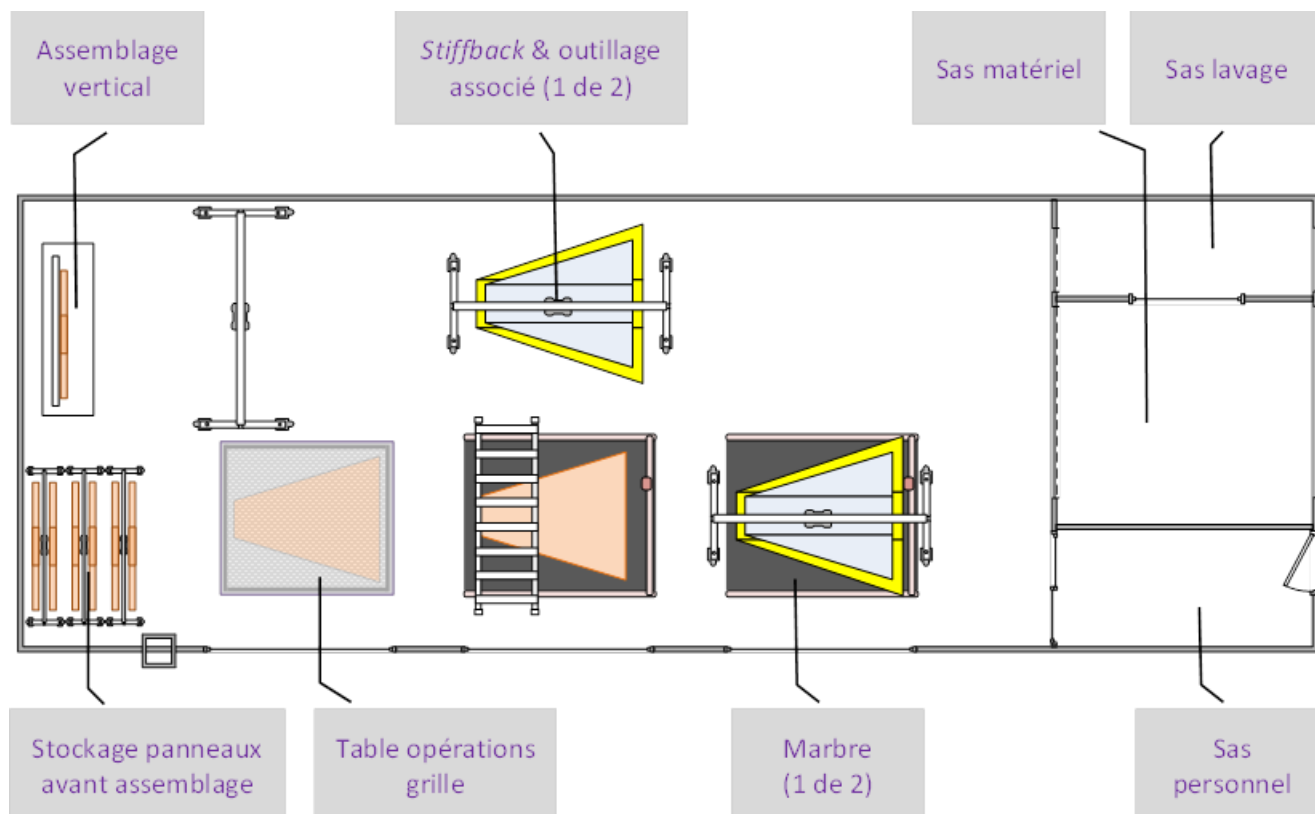 Assemblage
vertical
Stiffback & outillage
associé (1 de 2)
Sas matériel
Sas lavage
Stockage panneaux
avant assemblage
Table opérations
grille
Marbre
(1 de 2)
Sas
personnel